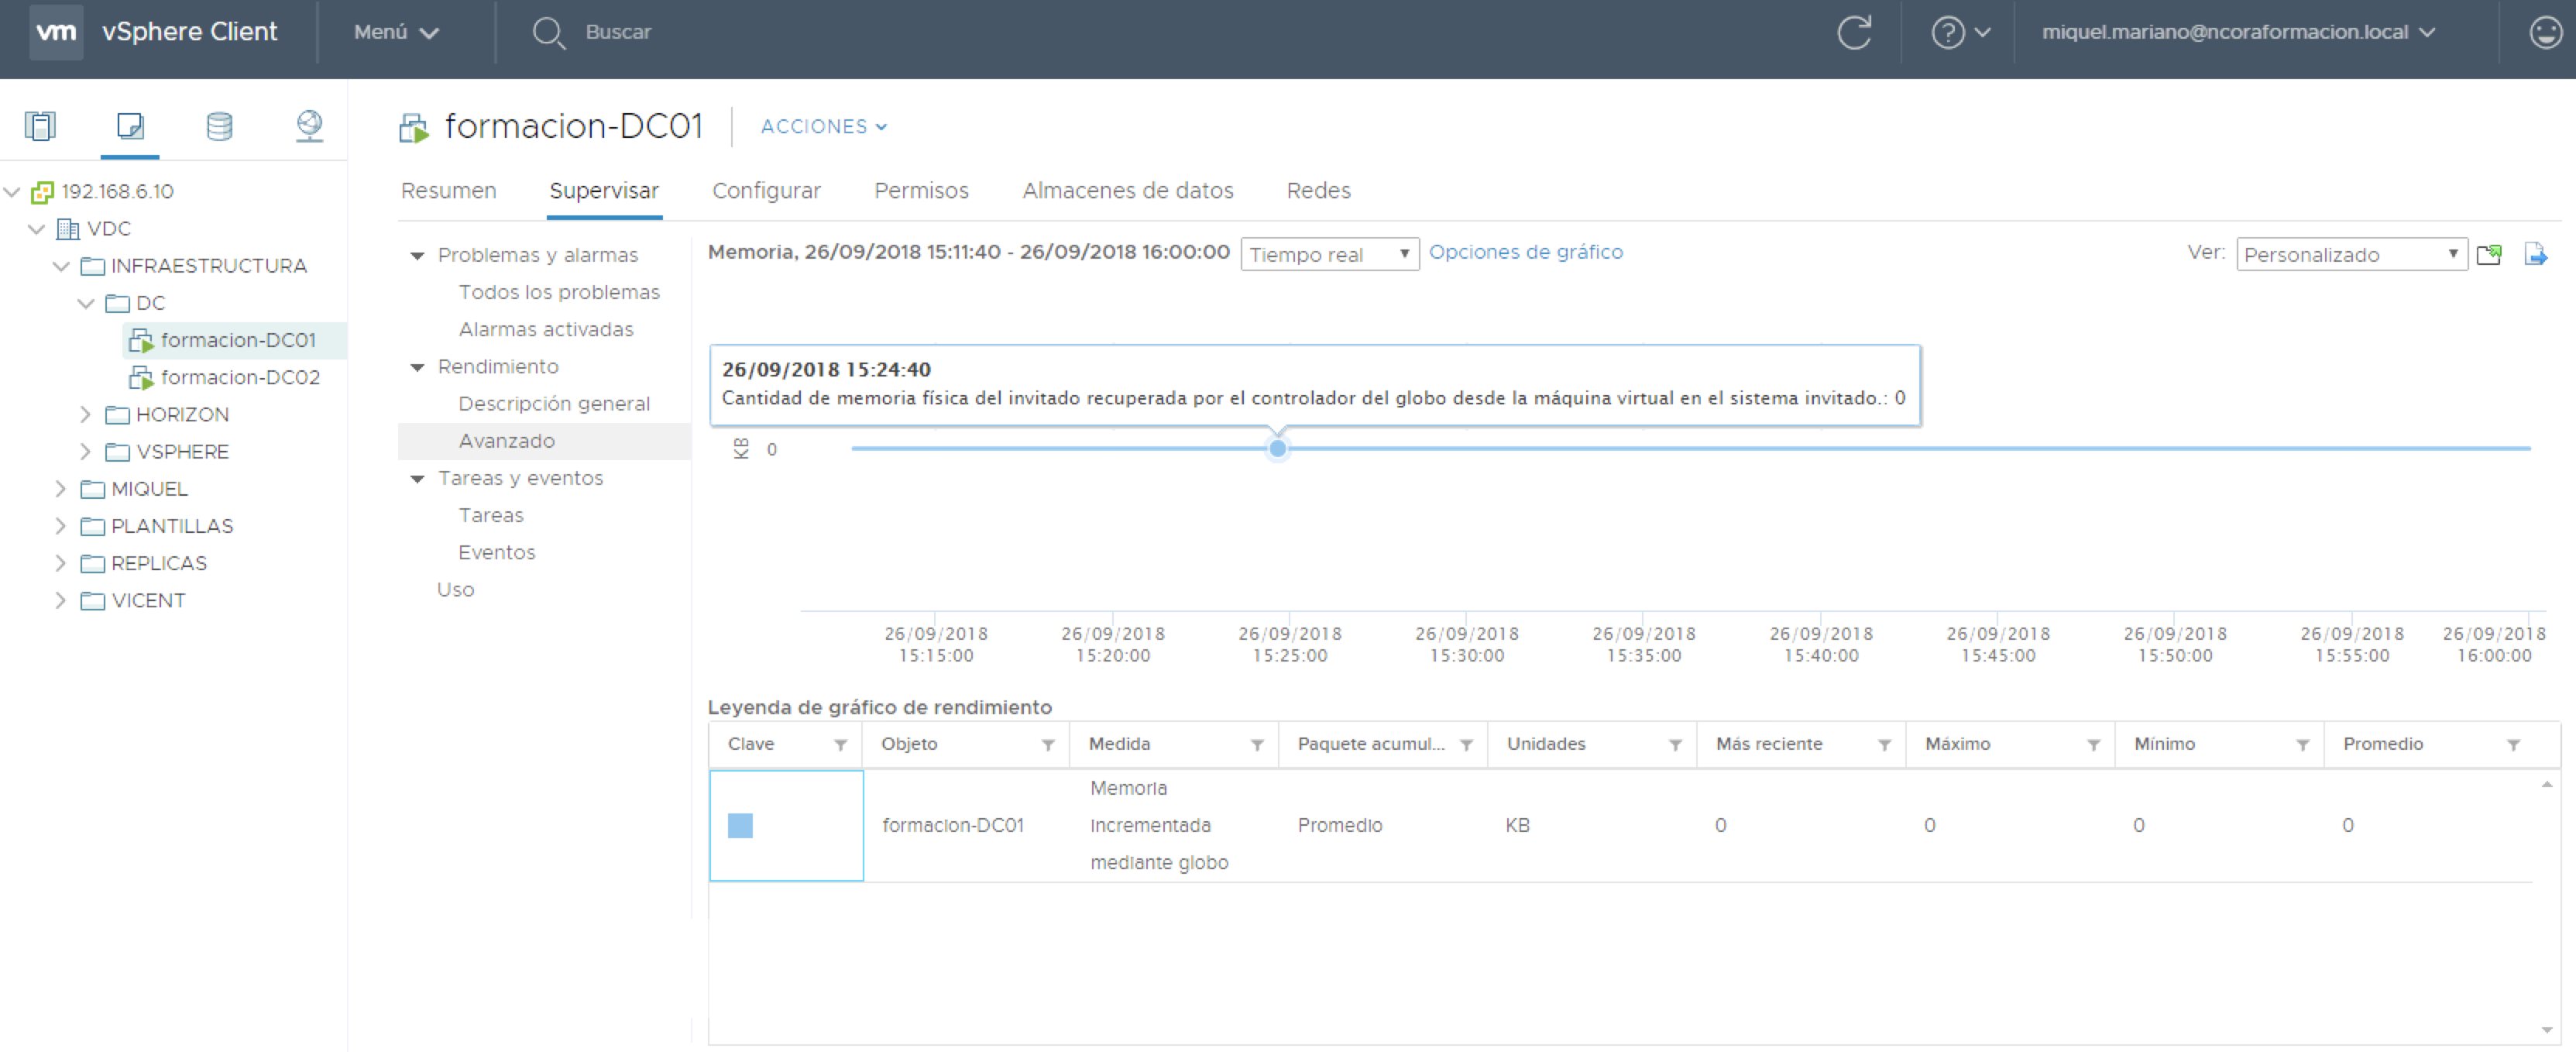 vm vSphere Client Menú Buscar miquel.mariano@ncoraformacion.local
formacion-DC01 ACCIONES
192.168.6.10
VDC
INFRAESTRUCTURA
DC
formacion-DC01
formacion-DC02
HORIZON
VSPHERE
MIQUEL
PLANTILLAS
REPLICAS
VICENT
Resumen Supervisar Configurar Permisos Almacenes de datos Redes
Problemas y alarmas
Todos los problemas
Alarmas activadas
Rendimiento
Descripción general
Avanzado
Tareas y eventos
Tareas
Eventos
Uso
Memoria, 26/09/2018 15:11:40 - 26/09/2018 16:00:00 Tiempo real Opciones de gráfico Ver: Personalizado
26/09/2018 15:24:40
Cantidad de memoria física del invitado recuperada por el controlador del globo desde la máquina virtual en el sistema invitado.: 0
KB 0
26/09/2018 26/09/2018 26/09/2018 26/09/2018 26/09/2018 26/09/2018 26/09/2018 26/09/2018 26/09/2018 26/09/2018
15:15:00 15:20:00 15:25:00 15:30:00 15:35:00 15:40:00 15:45:00 15:50:00 15:55:00 16:00:00
Leyenda de gráfico de rendimiento
Clave Objeto Medida Paquete acumul... Unidades Más reciente Máximo Mínimo Promedio
Memoria
formacion-DC01 incrementada Promedio KB 0 0 0 0
mediante globo